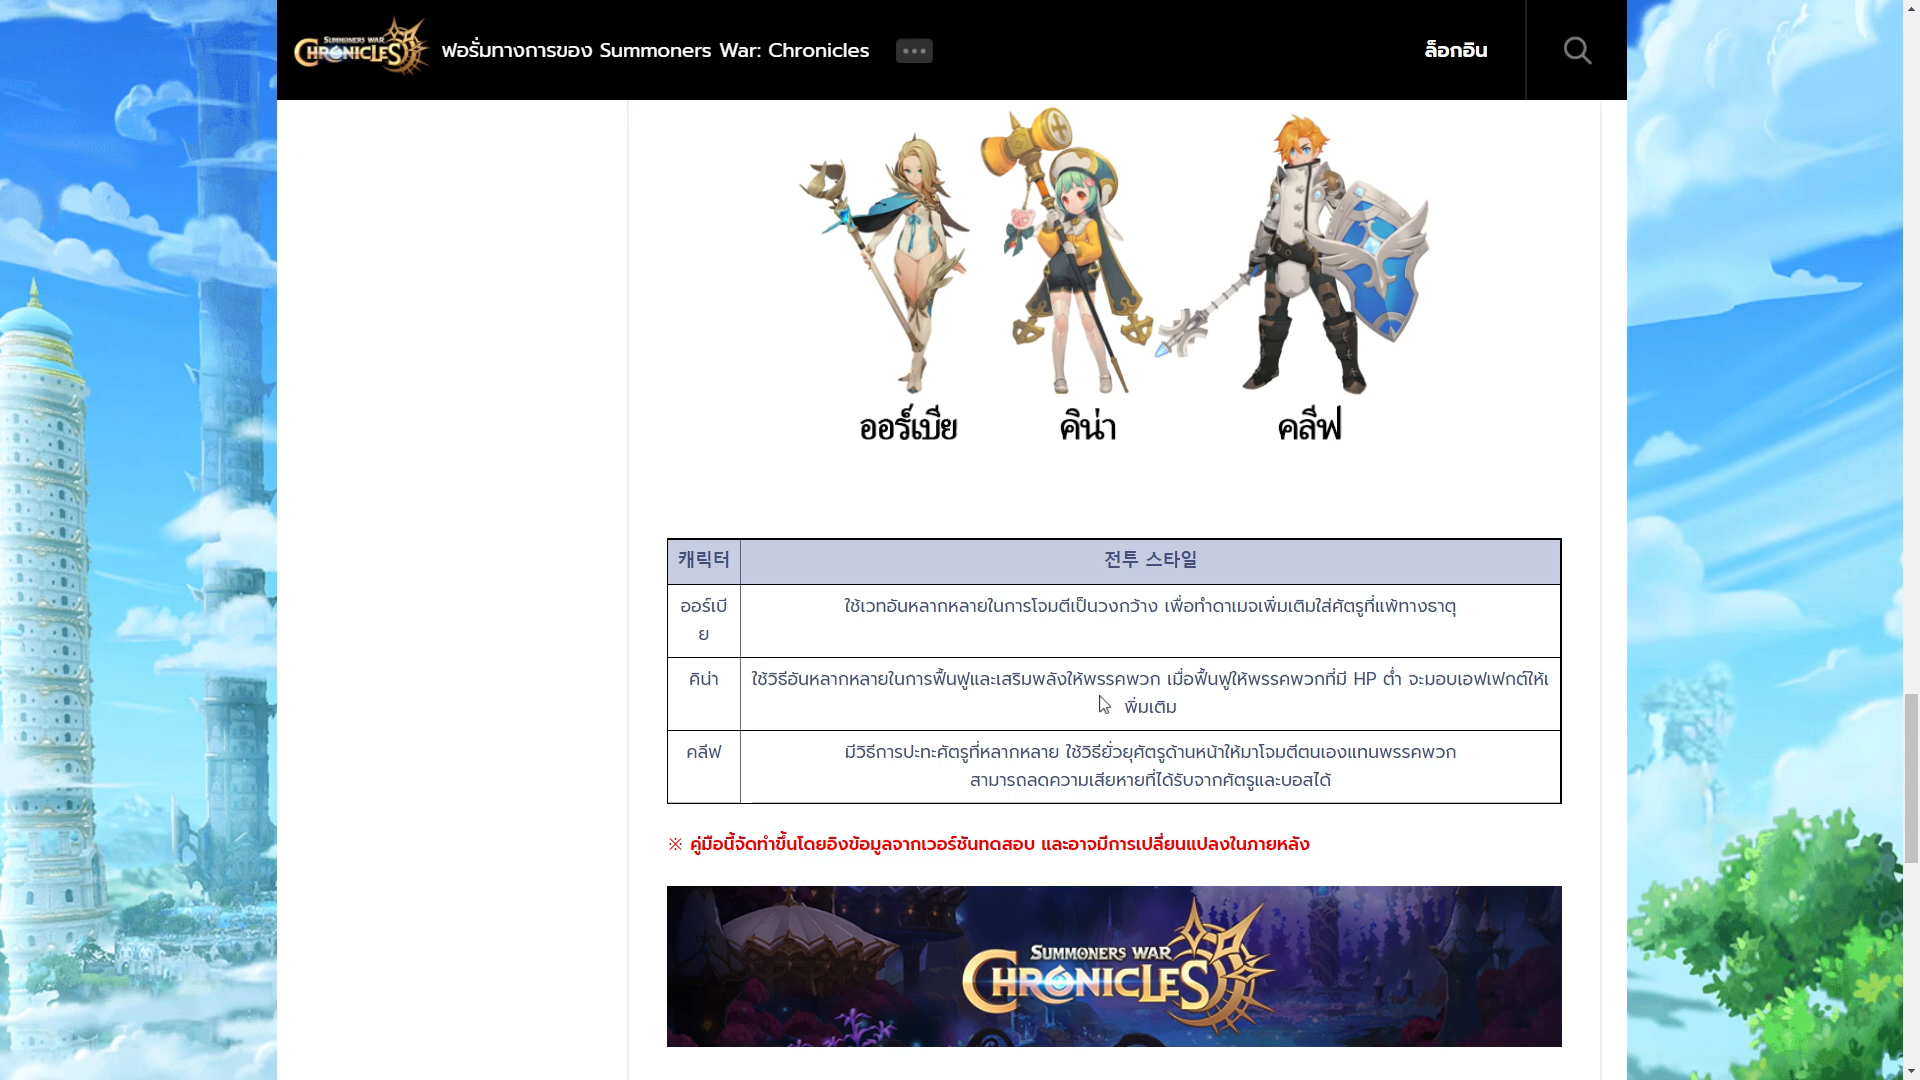 SUMMONERS WAR
CHRONICLES
ฟอรั่มทางการของ Summoners War: Chronicles
ล็อกอิน
ออร์เบีย
คิน่า
คลีฟ
캐릭터
전투 스타일
ออร์เบี
ย
ใช้เวทอันหลากหลายในการโจมตีเป็นวงกว้าง เพื่อทำดาเมจเพิ่มเติมใส่ศัตรูที่แพ้ทางธาตุ
คิน่า
ใช้วิธีอันหลากหลายในการฟื้นฟูและเสริมพลังให้พรรคพวก เมื่อฟื้นฟูให้พรรคพวกที่มี HP ต่ำ จะมอบเอฟเฟกต์ให้เ
พิ่มเติม
คลีฟ
มีวิธีการปะทะศัตรูที่หลากหลาย ใช้วิธียั่วยุศัตรูด้านหน้าให้มาโจมตีตนเองแทนพรรคพวก
สามารถลดความเสียหายที่ได้รับจากศัตรูและบอสได้
※ คู่มือนี้จัดทำขึ้นโดยอิงข้อมูลจากเวอร์ชันทดสอบ และอาจมีการเปลี่ยนแปลงในภายหลัง
SUMMONERS WAR
CHRONICLES